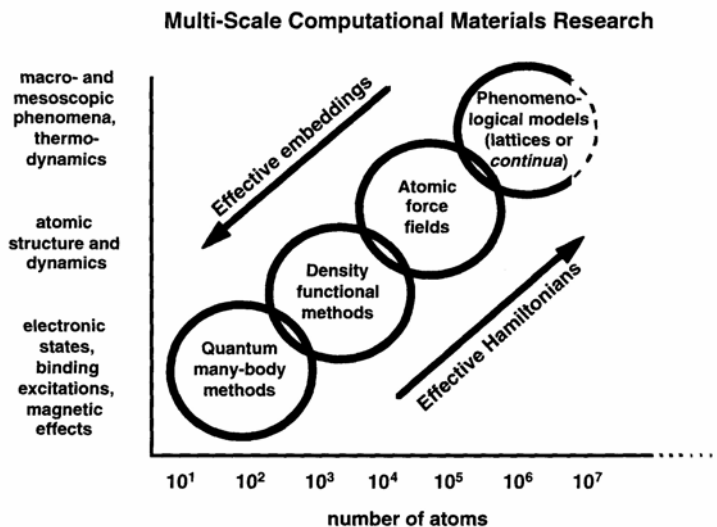 Multi-Scale Computational Materials Research
macro- and
mesoscopic
phenomena,
thermo-
dynamics
atomic
structure and
dynamics
electronic
states,
binding
excitations,
magnetic
effects
Effective embeddings
Phenomeno-
logical models
(lattices or
continua)
Atomic
force
fields
Density
functional
methods
Quantum
many-body
methods
Effective Hamiltonians
10¹ 10² 10³ 10⁴ 10⁵ 10⁶ 10⁷
number of atoms